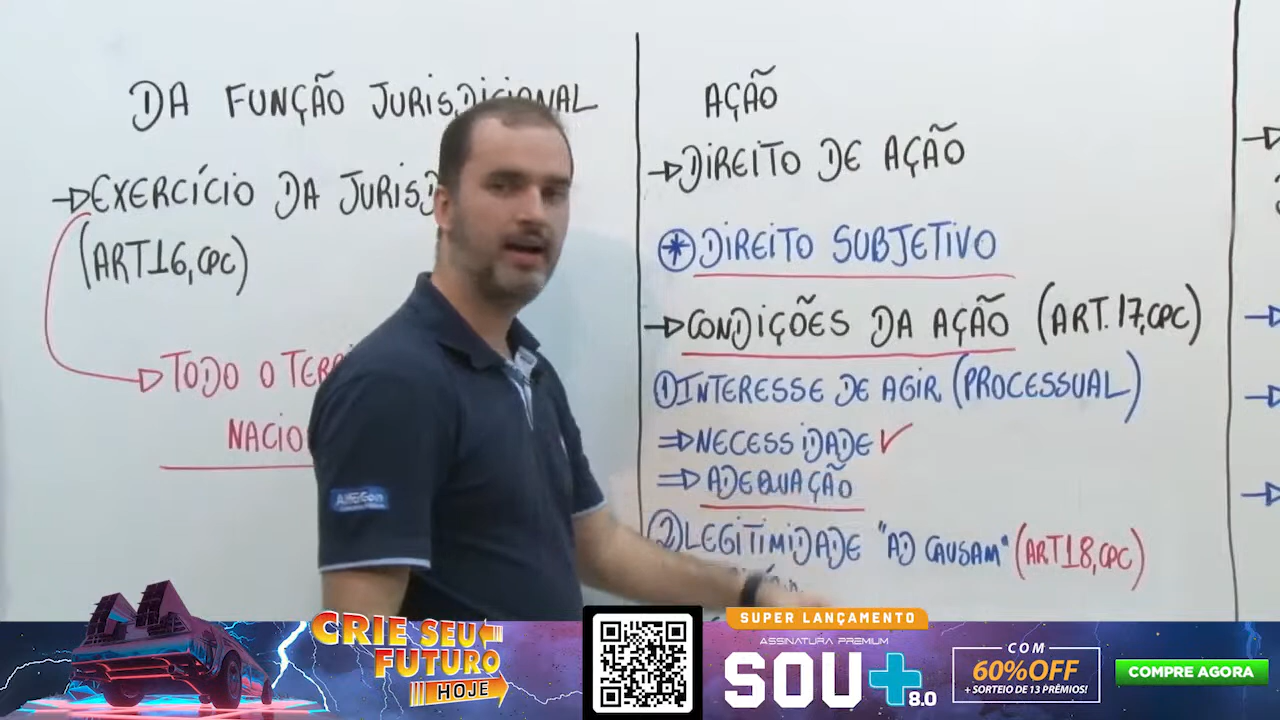 DA FUNÇÃO JURISDICIONAL
EXERCÍCIO DA JURISD
(ART16,CPC)
TODO O TERR
NACIO
AÇÃO
DIREITO DE AÇÃO
* DIREITO SUBJETIVO
CONDIÇÕES DA AÇÃO (ART.17,CPC)
1 INTERESSE DE AGIR (PROCESSUAL)
⇒ NECESSIDADE ✓
⇒ ADEQUAÇÃO
2 LEGITIMIDADE "AD CAUSAM" (ART18,CPC)
AlfaCon
CRIE SEU
FUTURO
HOJE
SUPER LANÇAMENTO
ASSINATURA PREMIUM
SOU+
8.0
COM
60%OFF
+ SORTEIO DE 13 PRÊMIOS!
COMPRE AGORA